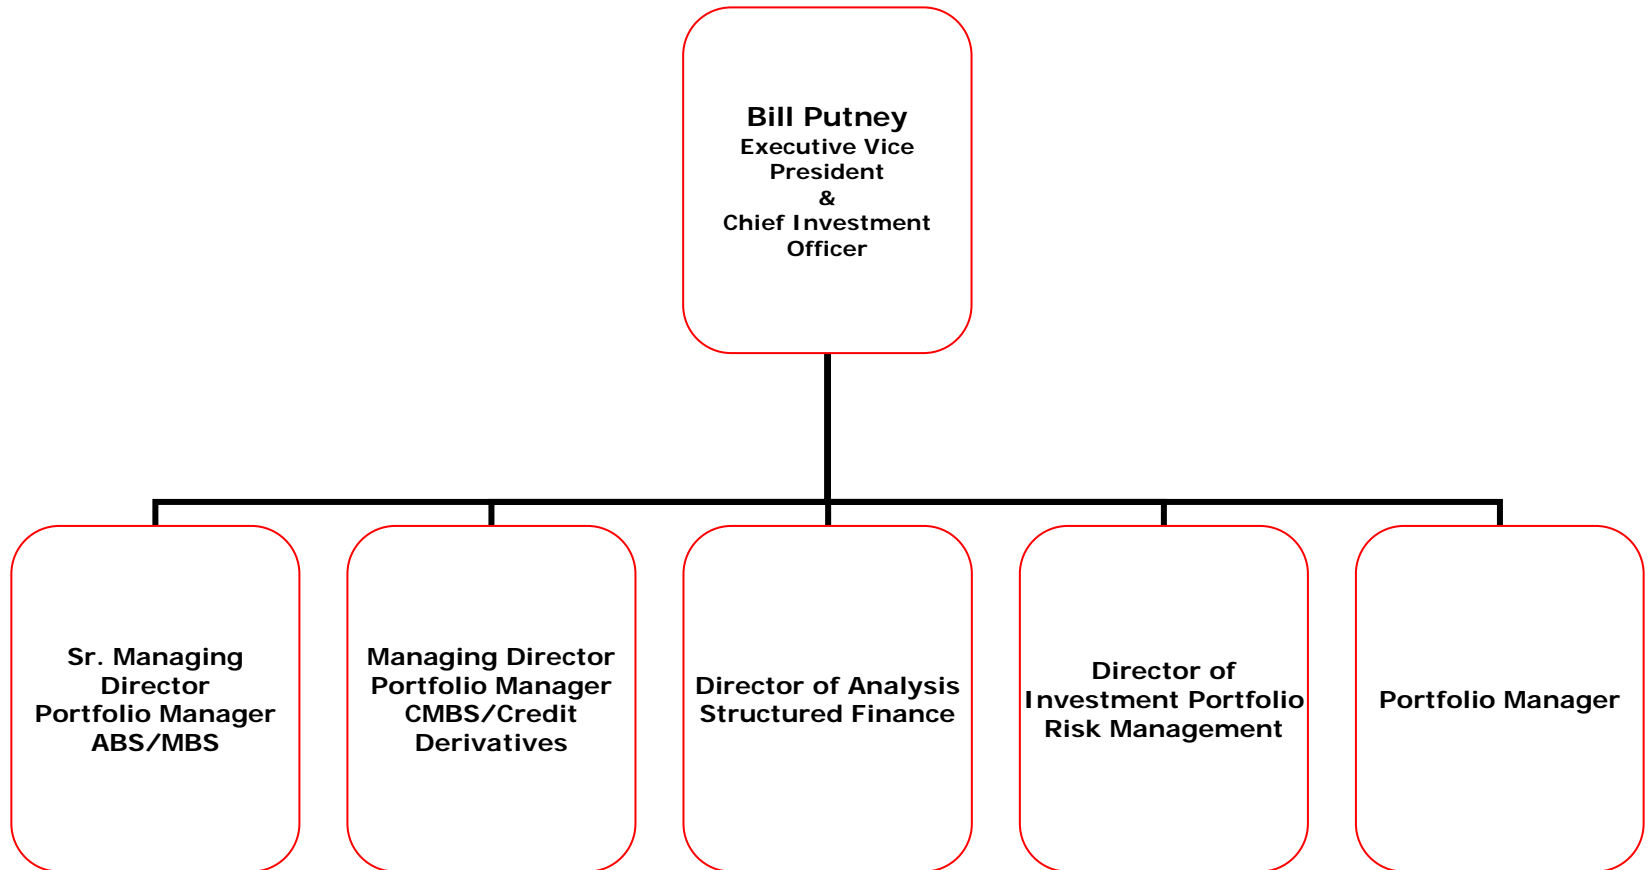 Bill Putney
Executive Vice
President
&
Chief Investment
Officer
Sr. Managing
Director
Portfolio Manager
ABS/MBS
Managing Director
Portfolio Manager
CMBS/Credit
Derivatives
Director of Analysis
Structured Finance
Director of
Investment Portfolio
Risk Management
Portfolio Manager